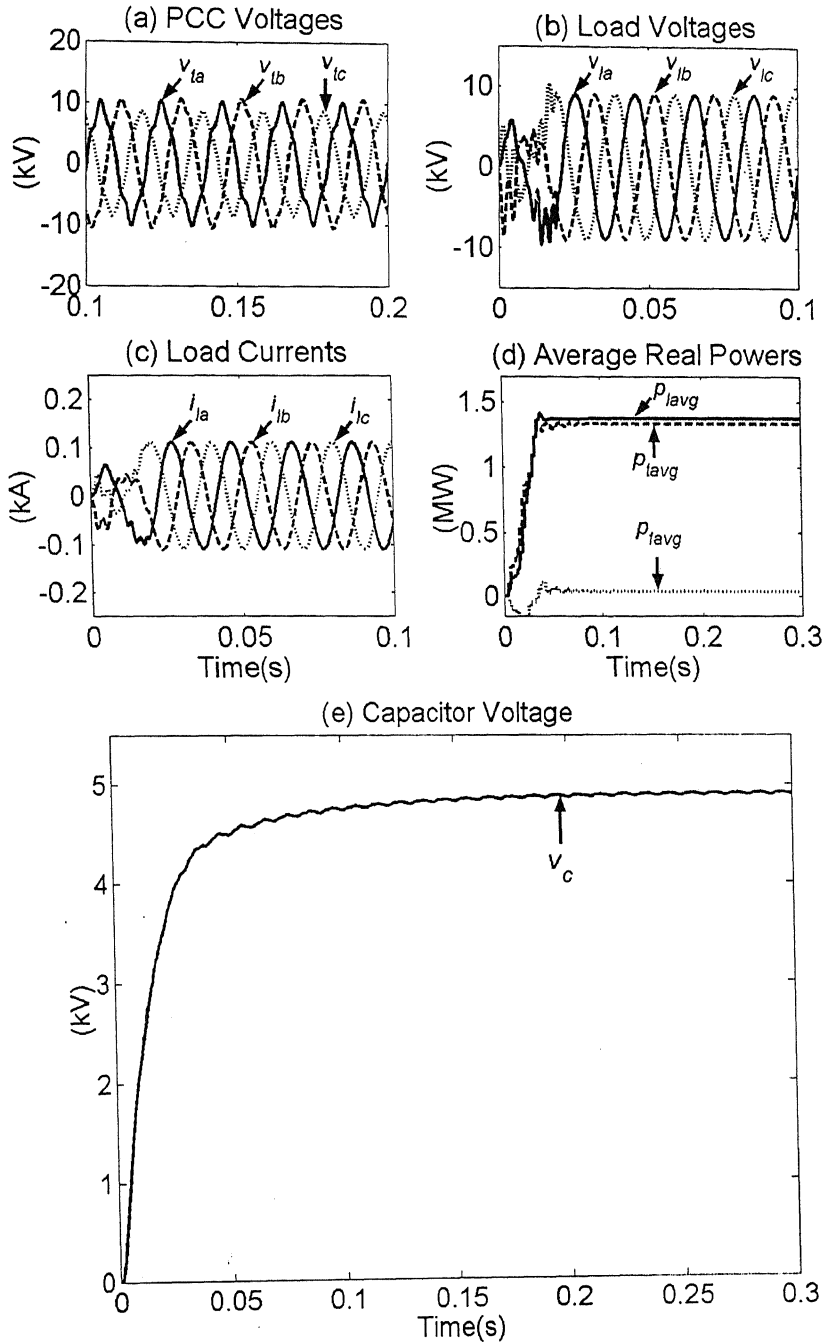 (a) PCC Voltages
(b) Load Voltages
20
10
0
-10
-20
(kV)
v_ta
v_tb
v_tc
0.1
0.15
0.2
10
0
-10
(kV)
v_la
v_lb
v_lc
0
0.05
0.1
(c) Load Currents
(d) Average Real Powers
0.2
0.1
0
-0.1
-0.2
(kA)
i_la
i_lb
i_lc
0
0.05
0.1
Time(s)
1.5
1
0.5
0
(MW)
p_lavg
p_tavg
p_1avg
0
0.1
0.2
0.3
Time(s)
(e) Capacitor Voltage
5
4
3
2
1
0
(kV)
v_c
0
0.05
0.1
0.15
0.2
0.25
0.3
Time(s)